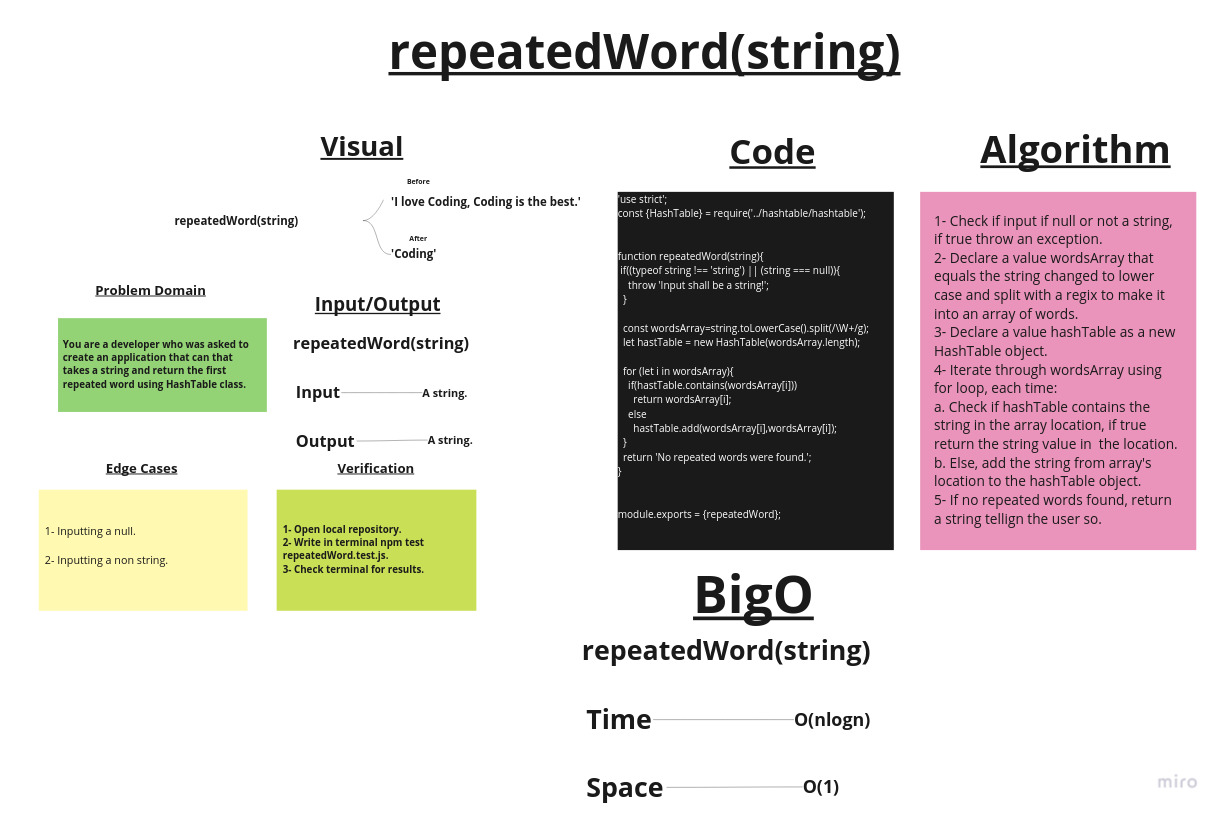 repeatedWord(string)
Visual
Before
'I love Coding, Coding is the best.'
repeatedWord(string)
After
'Coding'
Problem Domain
You are a developer who was asked to
create an application that can that
takes a string and return the first
repeated word using HashTable class.
Input/Output
repeatedWord(string)
Input
A string.
Output
A string.
Edge Cases
1- Inputting a null.
2- Inputting a non string.
Verification
1- Open local repository.
2- Write in terminal npm test
repeatedWord.test.js.
3- Check terminal for results.
Code
'use strict';
const {HashTable} = require('../hashtable/hashtable');
function repeatedWord(string){
if((typeof string !== 'string') || (string === null)){
throw 'Input shall be a string!';
}
const wordsArray=string.toLowerCase().split(/\W+/g);
let hastTable = new HashTable(wordsArray.length);
for (let i in wordsArray){
if(hastTable.contains(wordsArray[i]))
return wordsArray[i];
else
hastTable.add(wordsArray[i],wordsArray[i]);
}
return 'No repeated words were found.';
}
module.exports = {repeatedWord};
Algorithm
1- Check if input if null or not a string,
if true throw an exception.
2- Declare a value wordsArray that
equals the string changed to lower
case and split with a regix to make it
into an array of words.
3- Declare a value hashTable as a new
HashTable object.
4- Iterate through wordsArray using
for loop, each time:
a. Check if hashTable contains the
string in the array location, if true
return the string value in  the location.
b. Else, add the string from array's
location to the hashTable object.
5- If no repeated words found, return
a string tellign the user so.
BigO
repeatedWord(string)
Time
O(nlogn)
Space
O(1)
miro